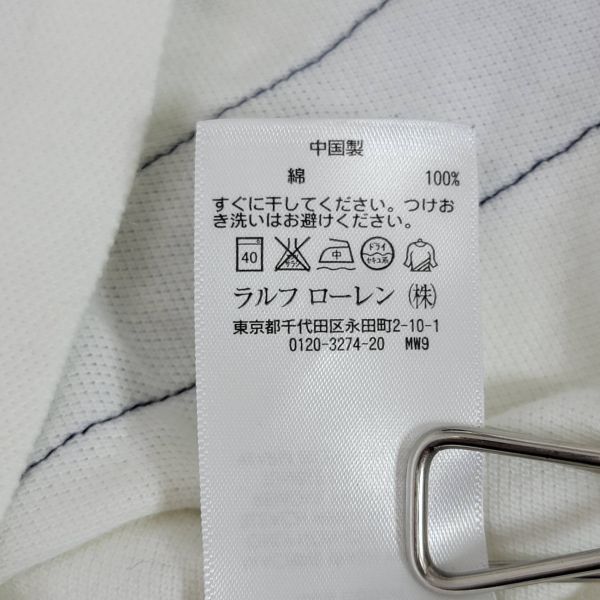 中国製
綿 100%
すぐに干してください。つけお
き洗いはお避けください。
40 中 ドライ セキユ系
ラルフ ローレン (株)
東京都千代田区永田町2-10-1
0120-3274-20 MW9